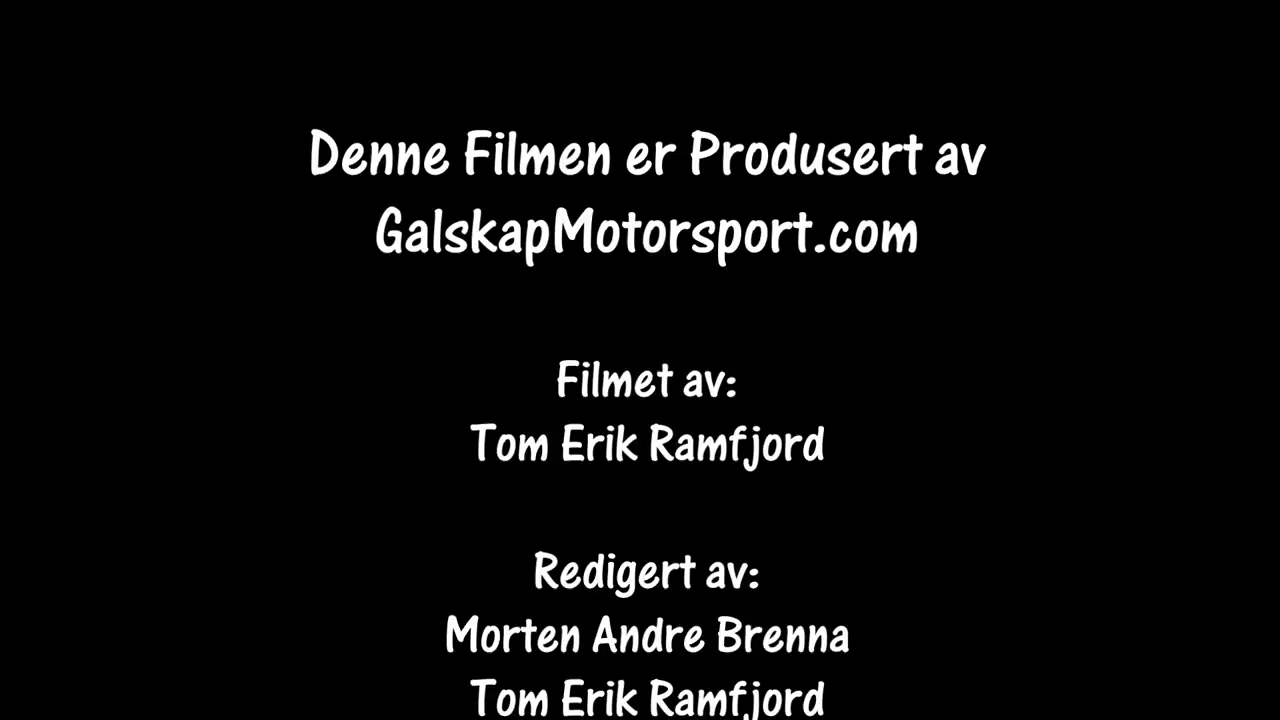 Denne Filmen er Produsert av
GalskapMotorsport.com
Filmet av:
Tom Erik Ramfjord
Redigert av:
Morten Andre Brenna
Tom Erik Ramfjord